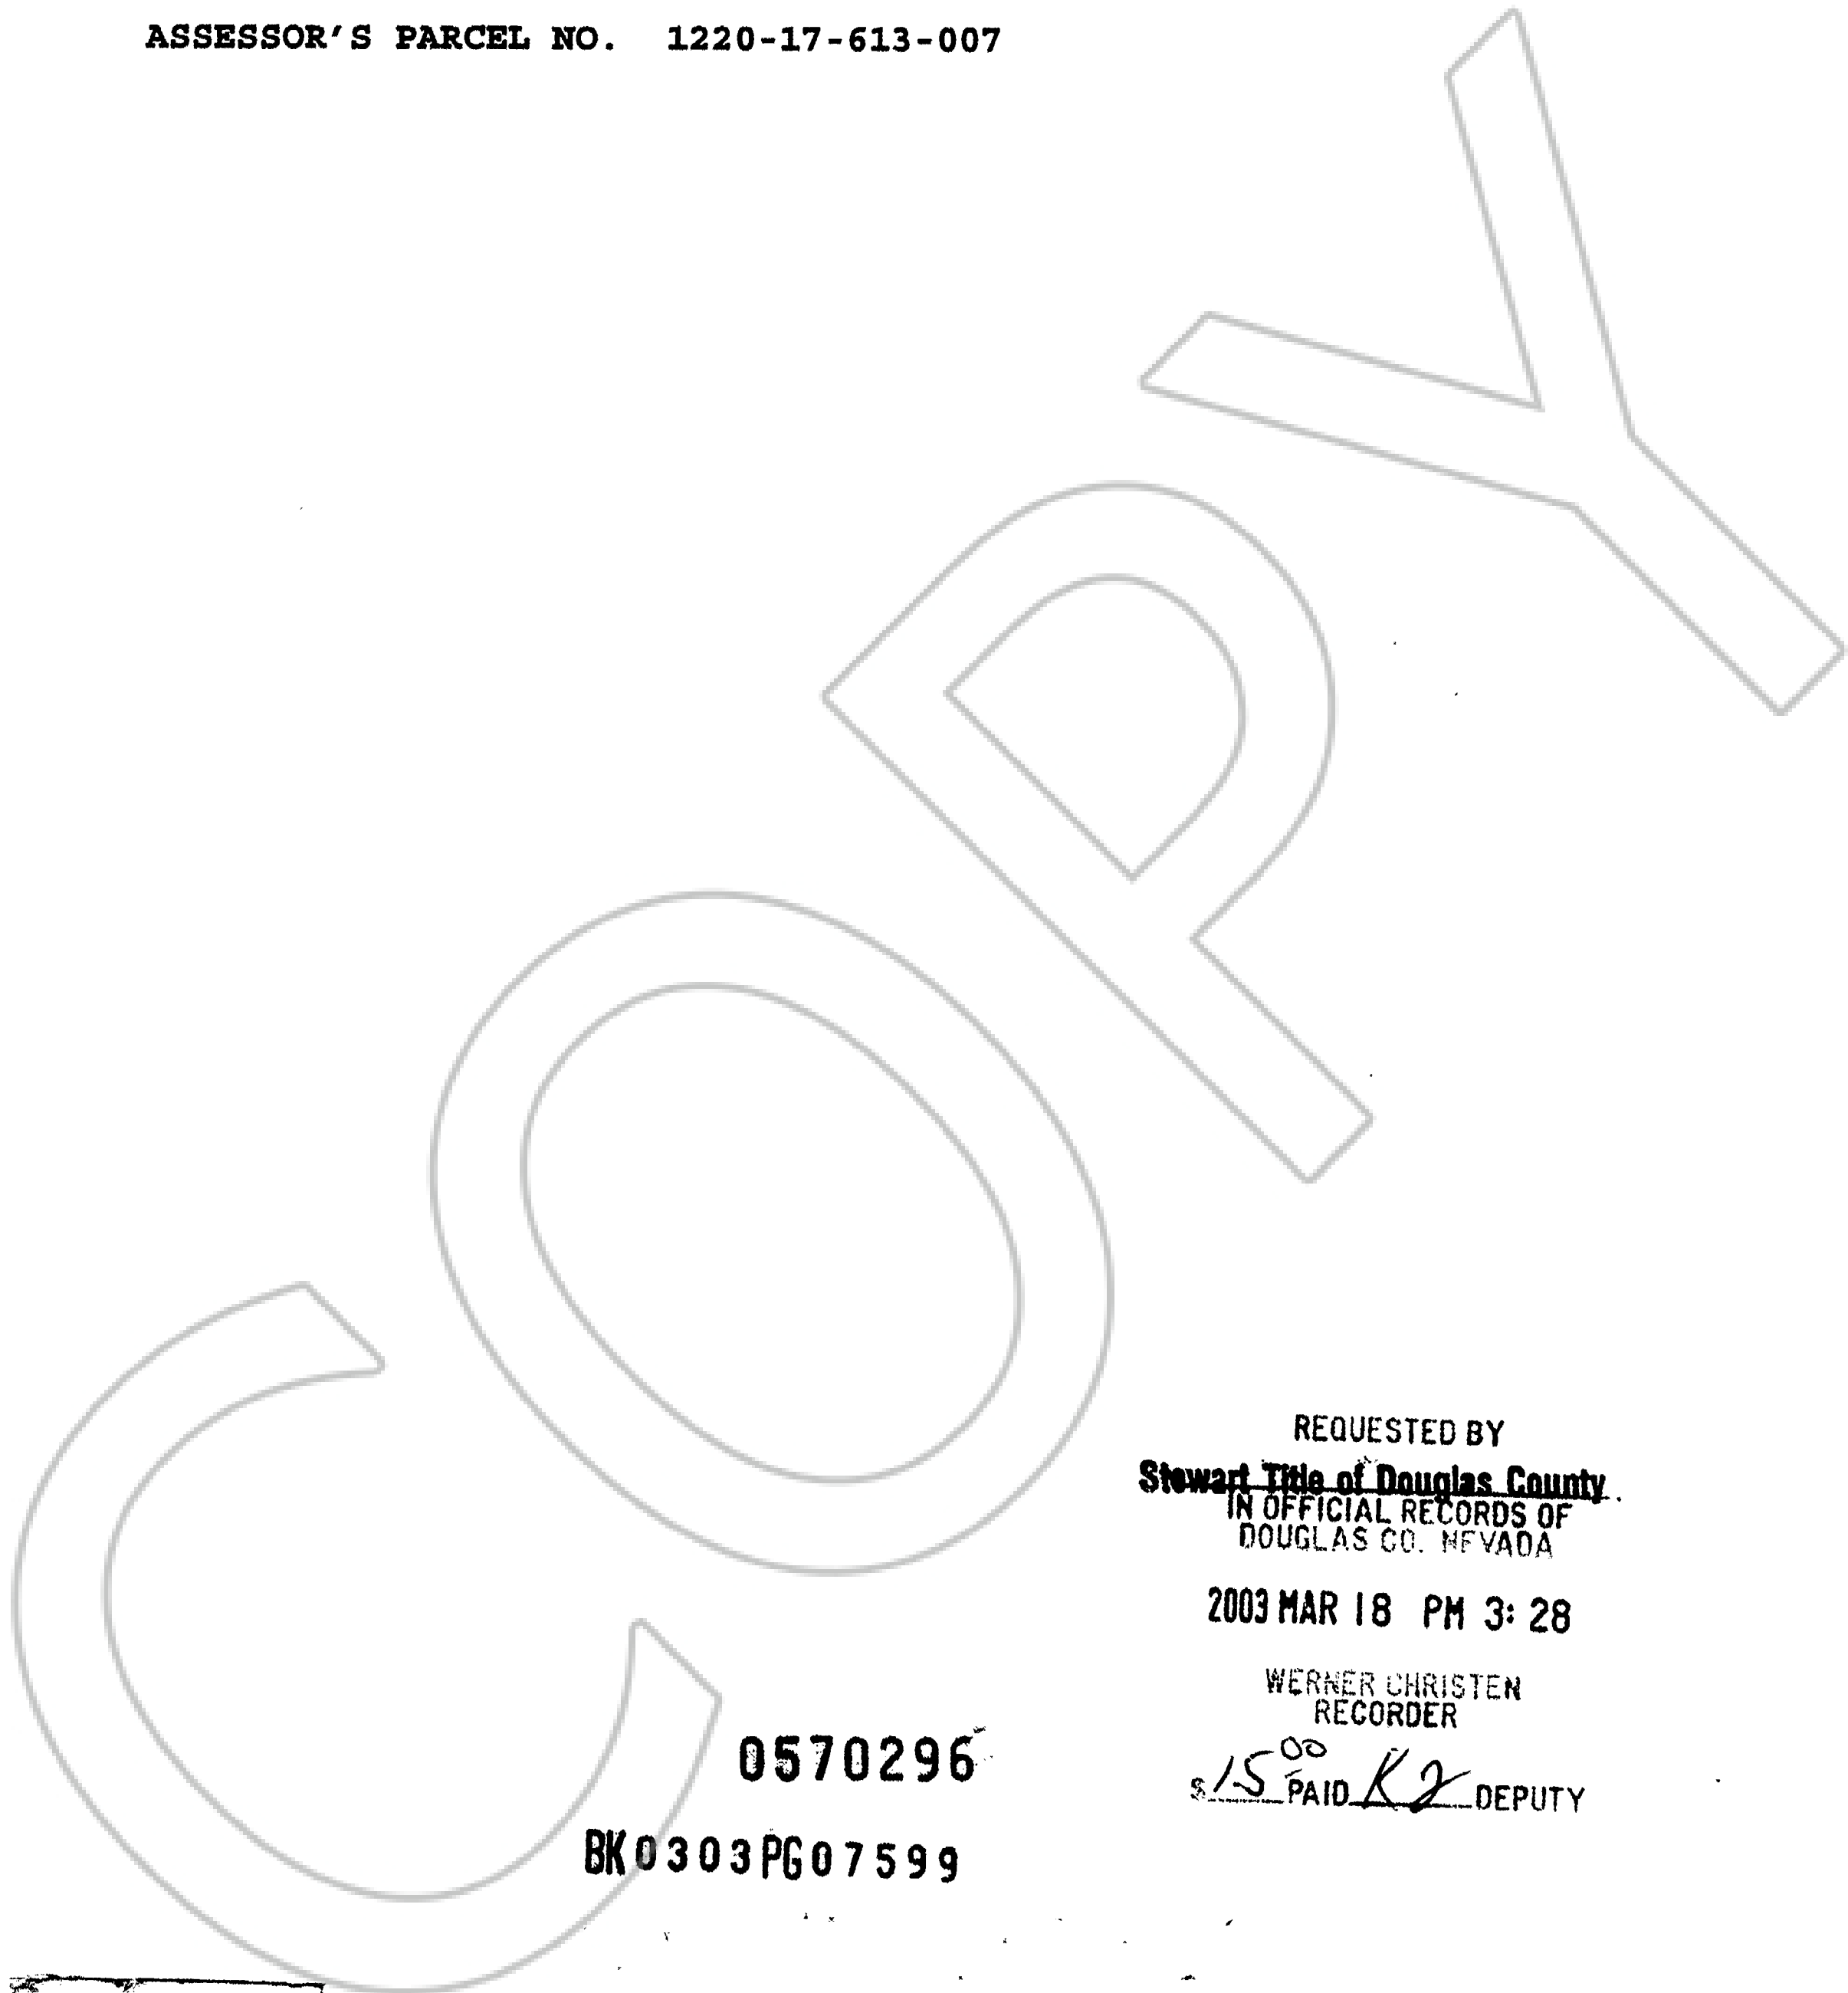 ASSESSOR'S PARCEL NO. 1220-17-613-007
COPY
REQUESTED BY
Stewart Title of Douglas County
IN OFFICIAL RECORDS OF
DOUGLAS CO. NEVADA
2003 MAR 18 PM 3:28
WERNER CHRISTEN
RECORDER
$15.00 PAID K2 DEPUTY
0570296
BK0303PG07599